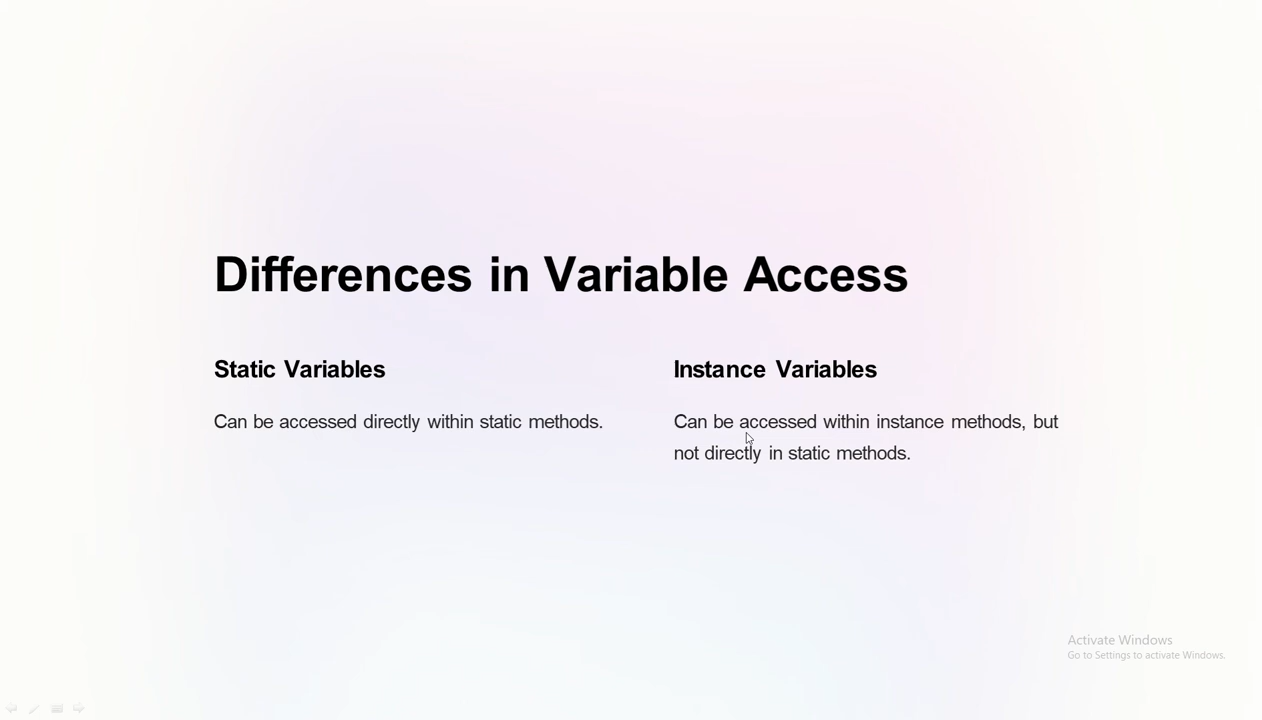 Differences in Variable Access
Static Variables
Can be accessed directly within static methods.
Instance Variables
Can be accessed within instance methods, but
not directly in static methods.
Activate Windows
Go to Settings to activate Windows.